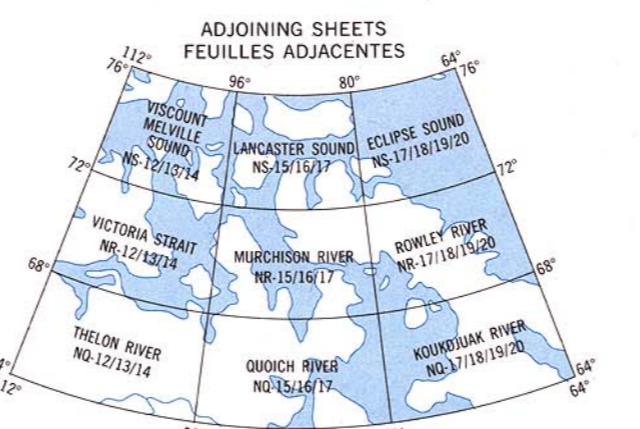 ADJOINING SHEETS
FEUILLES ADJACENTES
112°
76°
96°
80°
64°
76°
VISCOUNT
MELVILLE
SOUND
NS-12/13/14
LANCASTER SOUND
NS-15/16/17
ECLIPSE SOUND
NS-17/18/19/20
72°
72°
VICTORIA STRAIT
NR-12/13/14
MURCHISON RIVER
NR-15/16/17
ROWLEY RIVER
NR-17/18/19/20
68°
68°
THELON RIVER
NQ-12/13/14
QUOICH RIVER
NQ-15/16/17
KOUKDJUAK RIVER
NQ-17/18/19/20
4°
12°
64°
64°